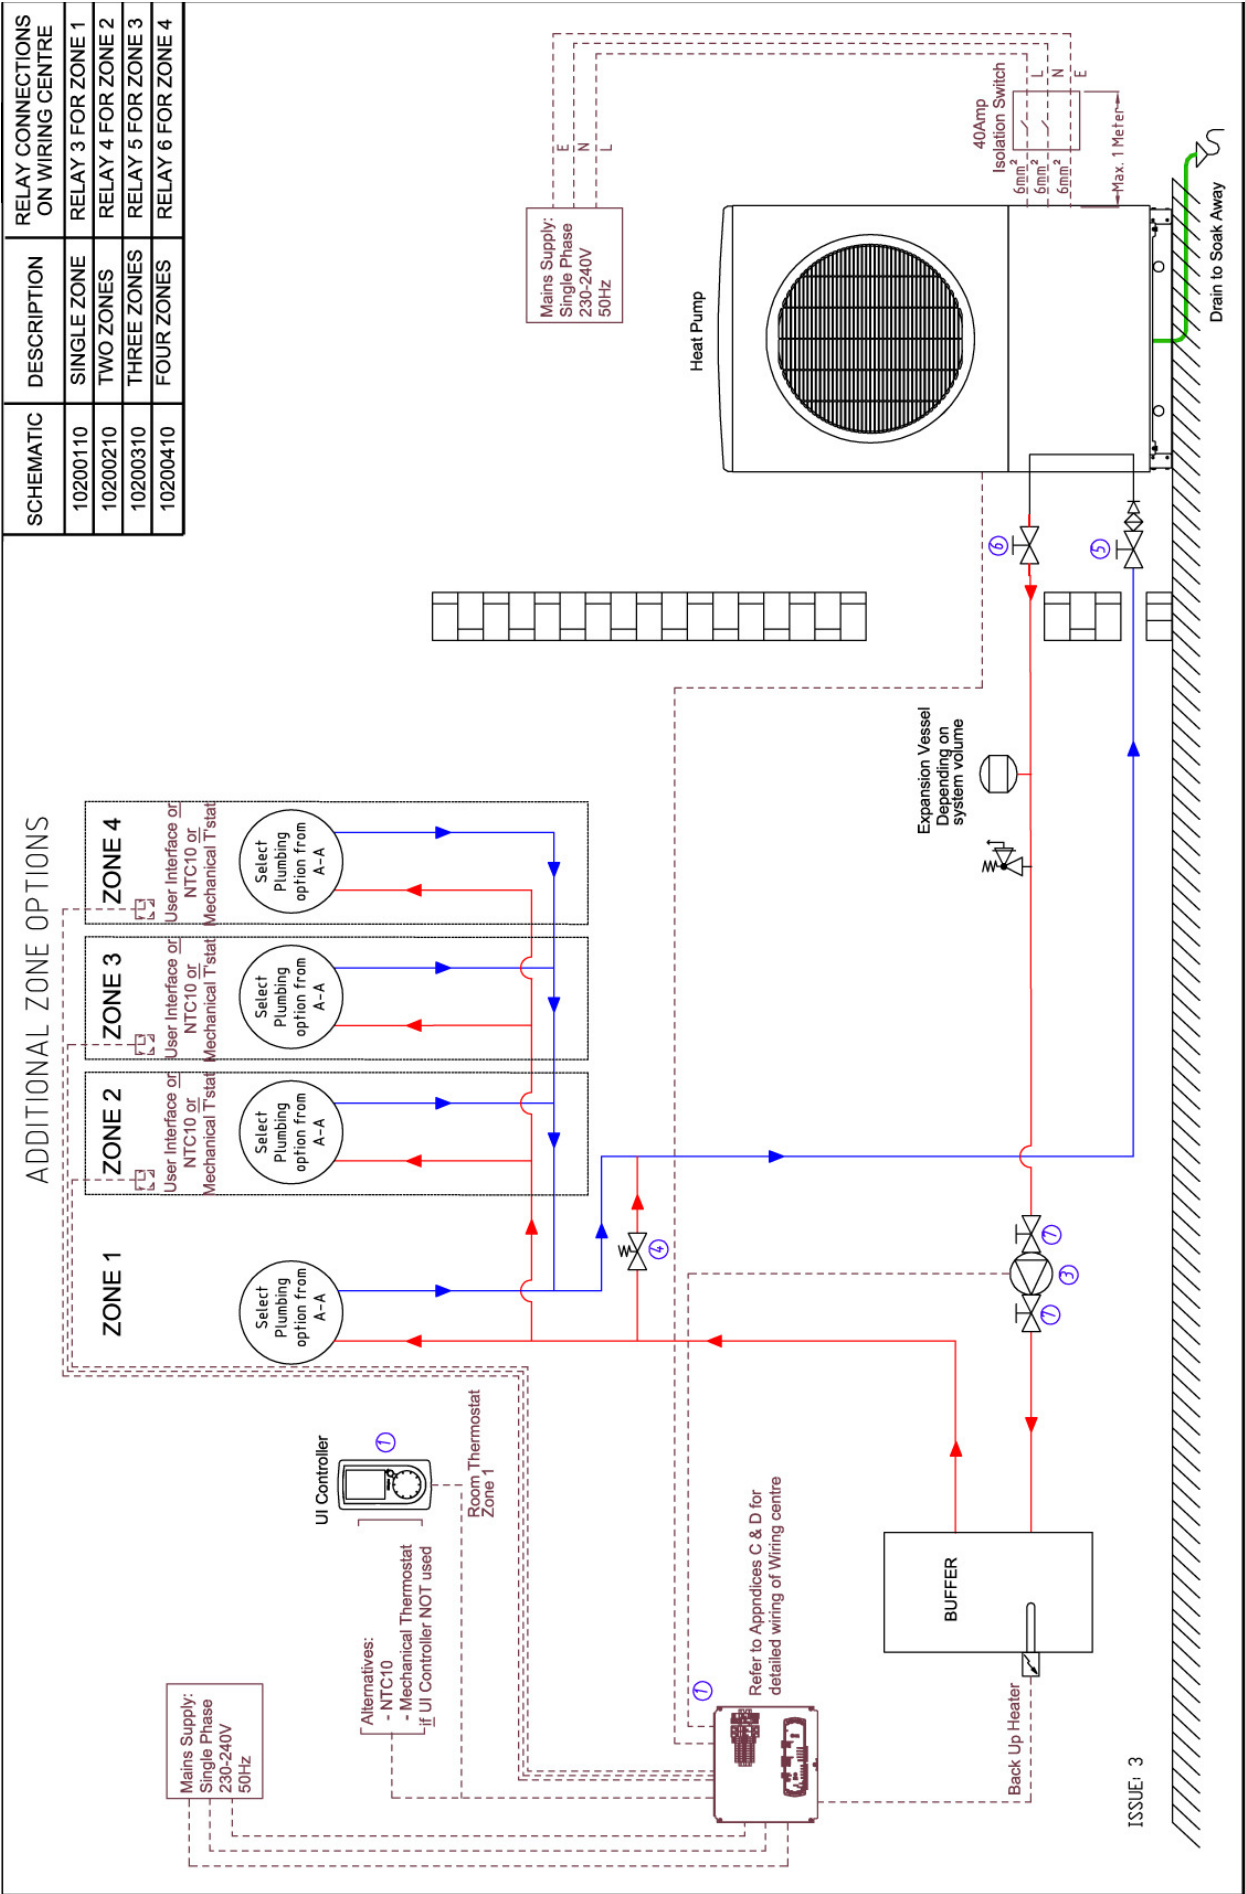 SCHEMATIC DESCRIPTION RELAY CONNECTIONS
ON WIRING CENTRE
10200110 SINGLE ZONE RELAY 3 FOR ZONE 1
10200210 TWO ZONES RELAY 4 FOR ZONE 2
10200310 THREE ZONES RELAY 5 FOR ZONE 3
10200410 FOUR ZONES RELAY 6 FOR ZONE 4
ADDITIONAL ZONE OPTIONS
ZONE 1
ZONE 2
ZONE 3
ZONE 4
User Interface or
NTC10 or
Mechanical T'stat
User Interface or
NTC10 or
Mechanical T'stat
User Interface or
NTC10 or
Mechanical T'stat
Select
Plumbing
option from
A-A
Select
Plumbing
option from
A-A
Select
Plumbing
option from
A-A
Select
Plumbing
option from
A-A
Mains Supply:
Single Phase
230-240V
50Hz
UI Controller
1
Alternatives:
- NTC10
- Mechanical Thermostat
if UI Controller NOT used
Room Thermostat
Zone 1
Mains Supply:
Single Phase
230-240V
50Hz
E
N
L
4
1
Refer to Appndices C & D for
detailed wiring of Wiring centre
Heat Pump
40Amp
Isolation Switch
6mm²
6mm²
6mm²
L
N
E
Max. 1 Meter
Expansion Vessel
Depending on
system volume
6
5
BUFFER
Back Up Heater
7
3
7
Drain to Soak Away
ISSUE: 3